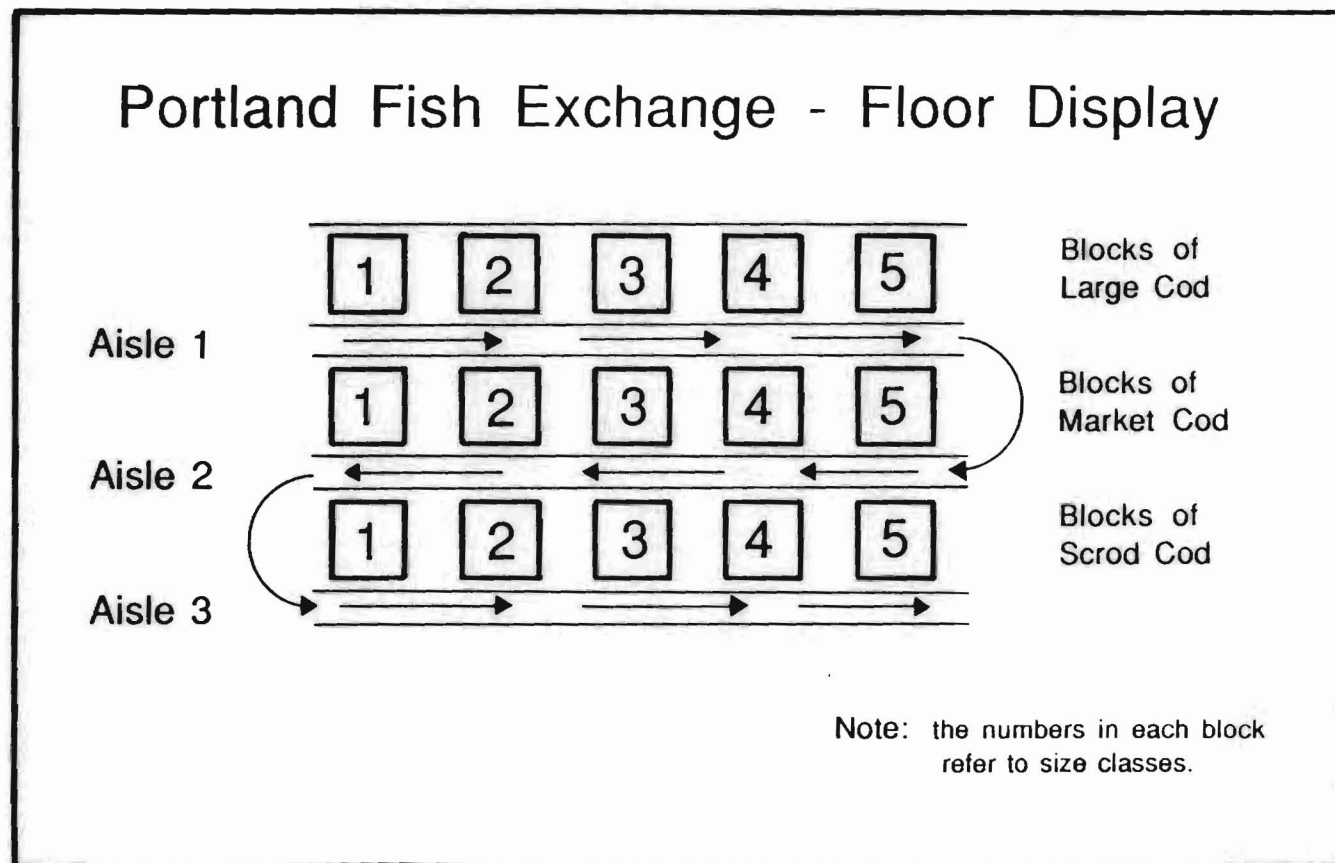 Portland Fish Exchange - Floor Display
1 2 3 4 5
Blocks of
Large Cod
Aisle 1
1 2 3 4 5
Blocks of
Market Cod
Aisle 2
1 2 3 4 5
Blocks of
Scrod Cod
Aisle 3
Note: the numbers in each block
refer to size classes.